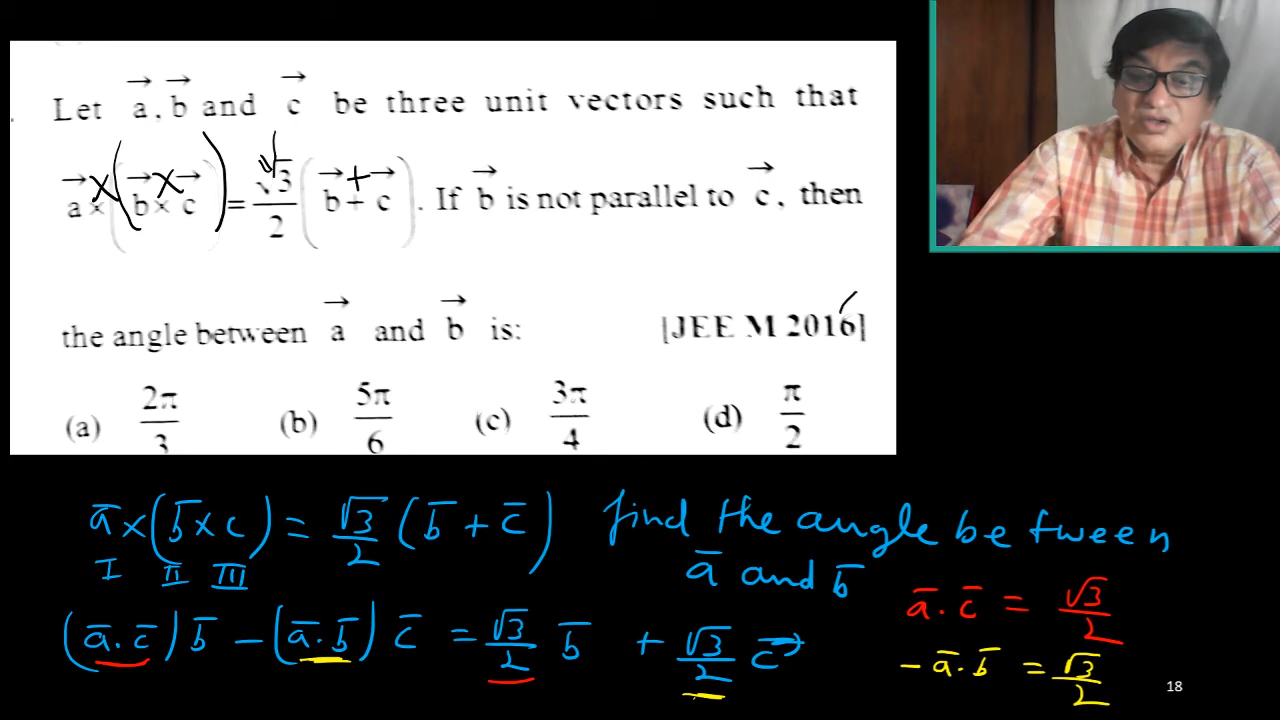 Let a⃗, b⃗ and c⃗ be three unit vectors such that
a⃗ × (b⃗ × c⃗) = √3/2 (b⃗ + c⃗). If b⃗ is not parallel to c⃗, then
the angle between a⃗ and b⃗ is: [JEE M 2016]
(a) 2π/3 (b) 5π/6 (c) 3π/4 (d) π/2
a̅ × (b̅ × c) = √3/2 (b̅ + c̅) find the angle between
I II III a̅ and b̅
(a̅ . c̅) b̅ − (a̅ . b̅) c̅ = √3/2 b̅ + √3/2 c⃗
a̅ . c̅ = √3/2
− a̅ . b̅ = √3/2
18